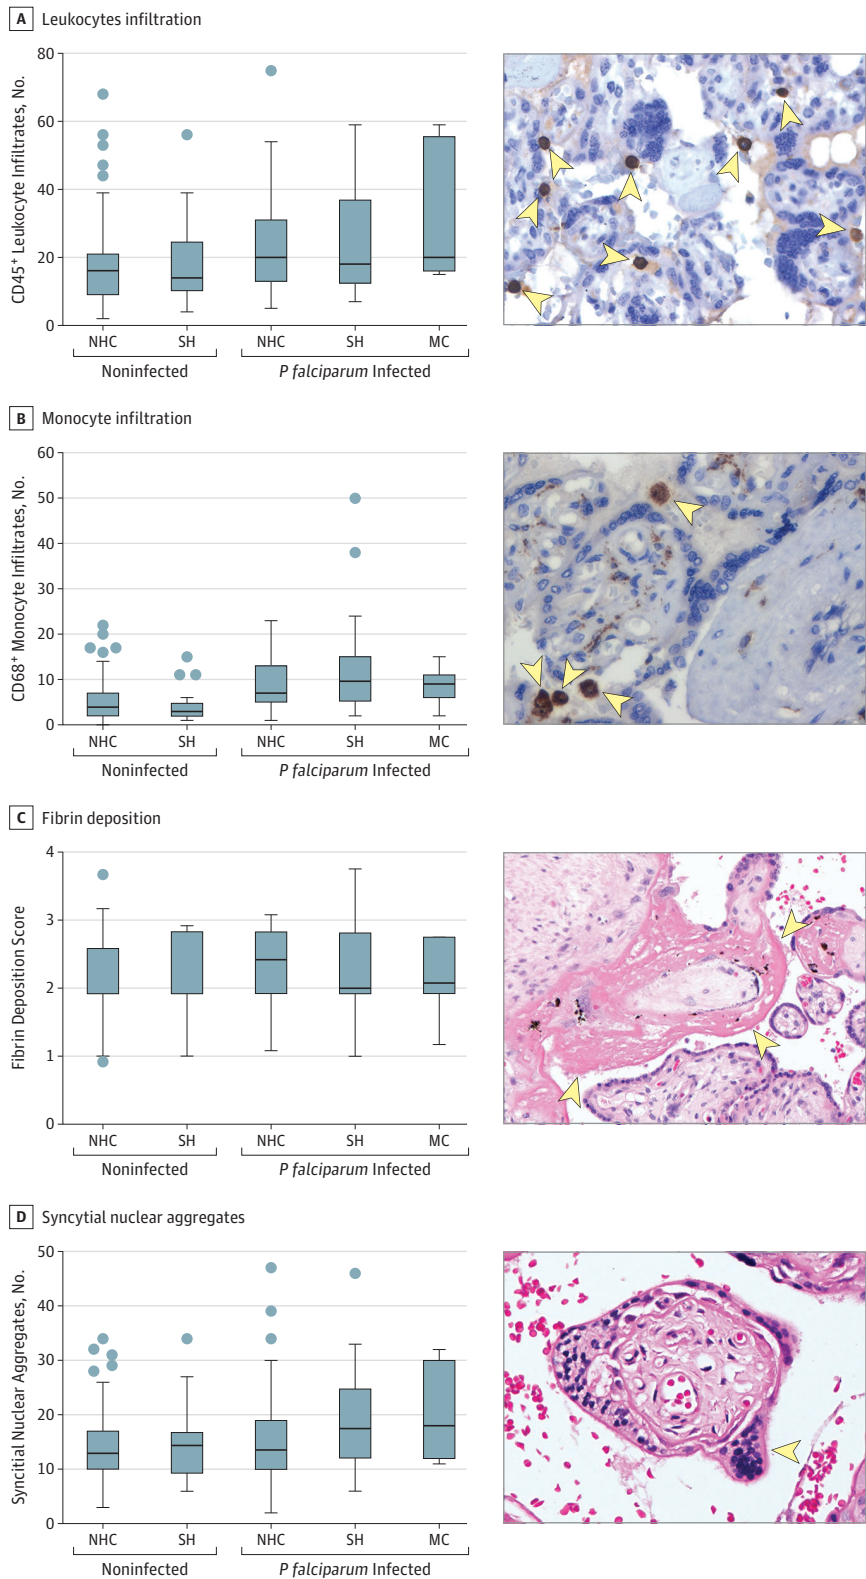 A Leukocytes infiltration
CD45+ Leukocyte Infiltrates, No.
80
60
40
20
0
NHC SH NHC SH MC
Noninfected P falciparum Infected
B Monocyte infiltration
CD68+ Monocyte Infiltrates, No.
60
50
40
30
20
10
0
NHC SH NHC SH MC
Noninfected P falciparum Infected
C Fibrin deposition
Fibrin Deposition Score
4
3
2
1
0
NHC SH NHC SH MC
Noninfected P falciparum Infected
D Syncytial nuclear aggregates
Syncitial Nuclear Aggregates, No.
50
40
30
20
10
0
NHC SH NHC SH MC
Noninfected P falciparum Infected